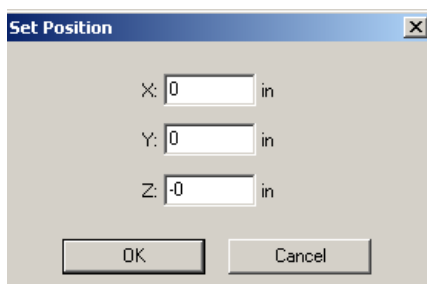 Set Position
X: 0 in
Y: 0 in
Z: -0 in
OK Cancel